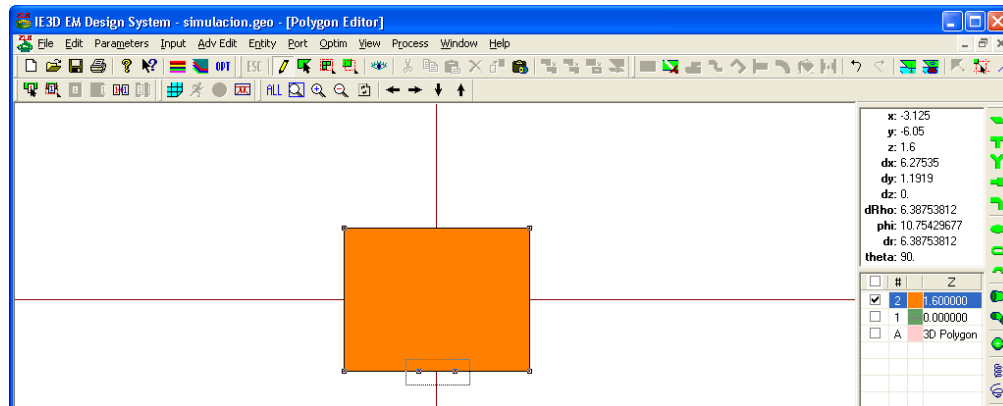 IE3D EM Design System - simulacion.geo - [Polygon Editor]
File Edit Parameters Input Adv Edit Entity Port Optim View Process Window Help
OPT ESC
ALL
x: -3.125
y: -6.05
z: 1.6
dx: 6.27535
dy: 1.1919
dz: 0.
dRho: 6.38753812
phi: 10.75429677
dr: 6.38753812
theta: 90.
# Z
2 1.600000
1 0.000000
A 3D Polygon